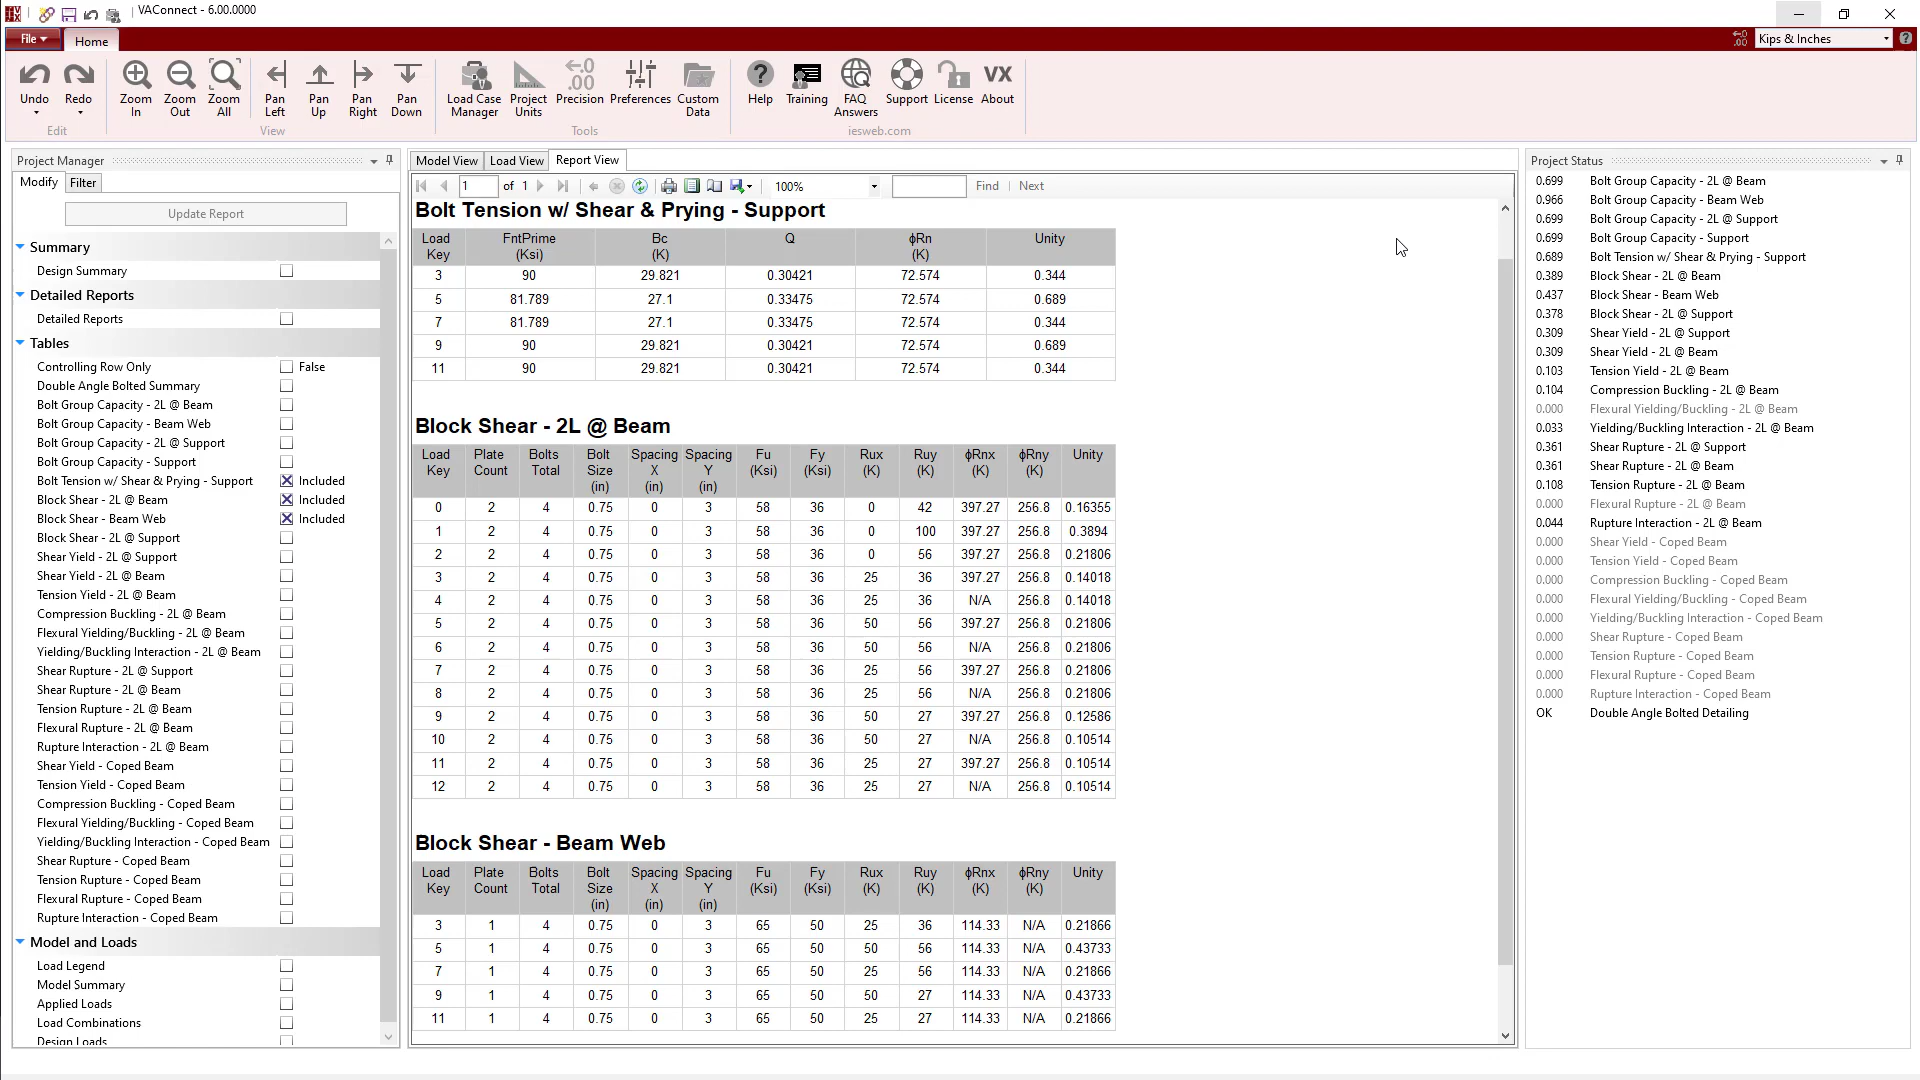 VAConnect - 6.00.0000
File Home Kips & Inches
Undo Redo Zoom In Zoom Out Zoom All Pan Left Pan Up Pan Right Pan Down Load Case Manager Project Units Precision Preferences Custom Data Help Training FAQ Answers Support License VX About
Edit View Tools iesweb.com
Project Manager
Modify Filter
Update Report
Summary
Design Summary
Detailed Reports
Detailed Reports
Tables
Controlling Row Only False
Double Angle Bolted Summary
Bolt Group Capacity - 2L @ Beam
Bolt Group Capacity - Beam Web
Bolt Group Capacity - 2L @ Support
Bolt Group Capacity - Support
Bolt Tension w/ Shear & Prying - Support Included
Block Shear - 2L @ Beam Included
Block Shear - Beam Web Included
Block Shear - 2L @ Support
Shear Yield - 2L @ Support
Shear Yield - 2L @ Beam
Tension Yield - 2L @ Beam
Compression Buckling - 2L @ Beam
Flexural Yielding/Buckling - 2L @ Beam
Yielding/Buckling Interaction - 2L @ Beam
Shear Rupture - 2L @ Support
Shear Rupture - 2L @ Beam
Tension Rupture - 2L @ Beam
Flexural Rupture - 2L @ Beam
Rupture Interaction - 2L @ Beam
Shear Yield - Coped Beam
Tension Yield - Coped Beam
Compression Buckling - Coped Beam
Flexural Yielding/Buckling - Coped Beam
Yielding/Buckling Interaction - Coped Beam
Shear Rupture - Coped Beam
Tension Rupture - Coped Beam
Flexural Rupture - Coped Beam
Rupture Interaction - Coped Beam
Model and Loads
Load Legend
Model Summary
Applied Loads
Load Combinations
Design Loads
Model View Load View Report View
1 of 1 100% Find | Next
Bolt Tension w/ Shear & Prying - Support
Load Key FntPrime (Ksi) Bc (K) Q ϕRn (K) Unity
3 90 29.821 0.30421 72.574 0.344
5 81.789 27.1 0.33475 72.574 0.689
7 81.789 27.1 0.33475 72.574 0.344
9 90 29.821 0.30421 72.574 0.689
11 90 29.821 0.30421 72.574 0.344
Block Shear - 2L @ Beam
Load Key Plate Count Bolts Total Bolt Size (in) Spacing X (in) Spacing Y (in) Fu (Ksi) Fy (Ksi) Rux (K) Ruy (K) ϕRnx (K) ϕRny (K) Unity
0 2 4 0.75 0 3 58 36 0 42 397.27 256.8 0.16355
1 2 4 0.75 0 3 58 36 0 100 397.27 256.8 0.3894
2 2 4 0.75 0 3 58 36 0 56 397.27 256.8 0.21806
3 2 4 0.75 0 3 58 36 25 36 397.27 256.8 0.14018
4 2 4 0.75 0 3 58 36 25 36 N/A 256.8 0.14018
5 2 4 0.75 0 3 58 36 50 56 397.27 256.8 0.21806
6 2 4 0.75 0 3 58 36 50 56 N/A 256.8 0.21806
7 2 4 0.75 0 3 58 36 25 56 397.27 256.8 0.21806
8 2 4 0.75 0 3 58 36 25 56 N/A 256.8 0.21806
9 2 4 0.75 0 3 58 36 50 27 397.27 256.8 0.12586
10 2 4 0.75 0 3 58 36 50 27 N/A 256.8 0.10514
11 2 4 0.75 0 3 58 36 25 27 397.27 256.8 0.10514
12 2 4 0.75 0 3 58 36 25 27 N/A 256.8 0.10514
Block Shear - Beam Web
Load Key Plate Count Bolts Total Bolt Size (in) Spacing X (in) Spacing Y (in) Fu (Ksi) Fy (Ksi) Rux (K) Ruy (K) ϕRnx (K) ϕRny (K) Unity
3 1 4 0.75 0 3 65 50 25 36 114.33 N/A 0.21866
5 1 4 0.75 0 3 65 50 50 56 114.33 N/A 0.43733
7 1 4 0.75 0 3 65 50 25 56 114.33 N/A 0.21866
9 1 4 0.75 0 3 65 50 50 27 114.33 N/A 0.43733
11 1 4 0.75 0 3 65 50 25 27 114.33 N/A 0.21866
Project Status
0.699 Bolt Group Capacity - 2L @ Beam
0.966 Bolt Group Capacity - Beam Web
0.699 Bolt Group Capacity - 2L @ Support
0.699 Bolt Group Capacity - Support
0.689 Bolt Tension w/ Shear & Prying - Support
0.389 Block Shear - 2L @ Beam
0.437 Block Shear - Beam Web
0.378 Block Shear - 2L @ Support
0.309 Shear Yield - 2L @ Support
0.309 Shear Yield - 2L @ Beam
0.103 Tension Yield - 2L @ Beam
0.104 Compression Buckling - 2L @ Beam
0.000 Flexural Yielding/Buckling - 2L @ Beam
0.033 Yielding/Buckling Interaction - 2L @ Beam
0.361 Shear Rupture - 2L @ Support
0.361 Shear Rupture - 2L @ Beam
0.108 Tension Rupture - 2L @ Beam
0.000 Flexural Rupture - 2L @ Beam
0.044 Rupture Interaction - 2L @ Beam
0.000 Shear Yield - Coped Beam
0.000 Tension Yield - Coped Beam
0.000 Compression Buckling - Coped Beam
0.000 Flexural Yielding/Buckling - Coped Beam
0.000 Yielding/Buckling Interaction - Coped Beam
0.000 Shear Rupture - Coped Beam
0.000 Tension Rupture - Coped Beam
0.000 Flexural Rupture - Coped Beam
0.000 Rupture Interaction - Coped Beam
OK Double Angle Bolted Detailing